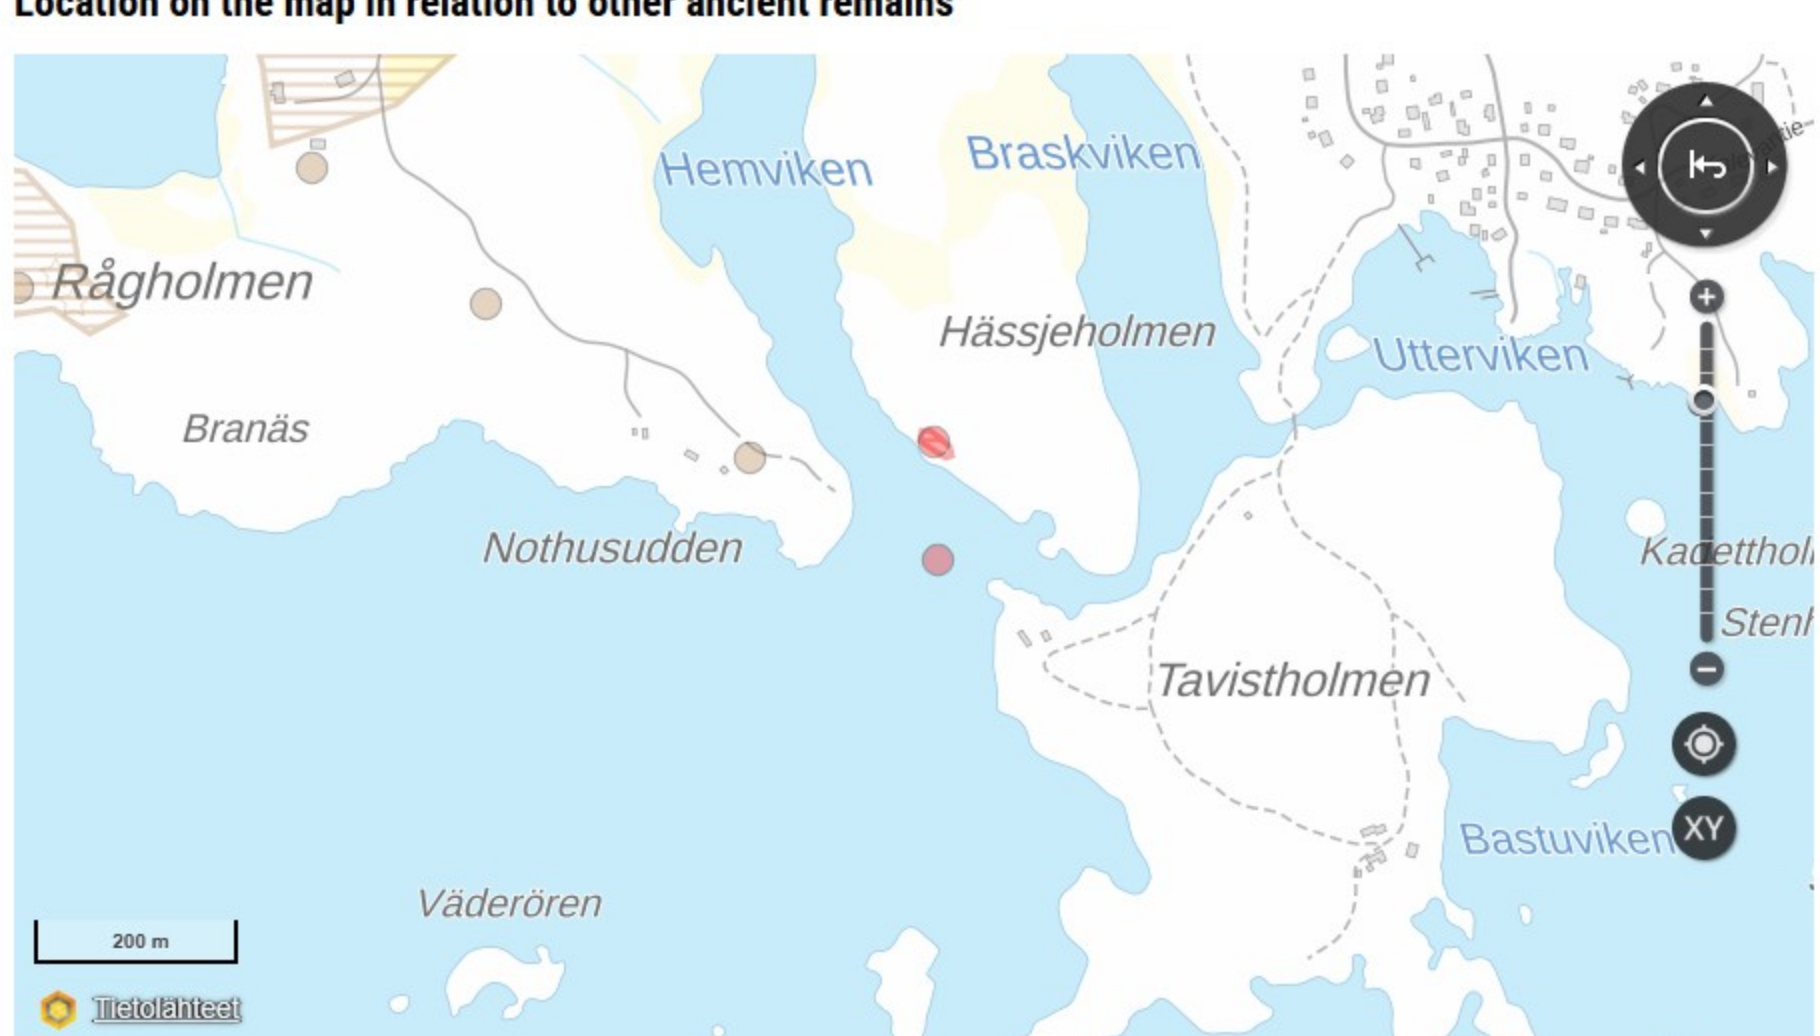 Location on the map in relation to other ancient remains
Hemviken
Braskviken
Rågholmen
Hässjeholmen
Utterviken
Branäs
Nothusudden
Tavistholmen
Bastuviken
XY
Väderören
200 m
Tietolähteet